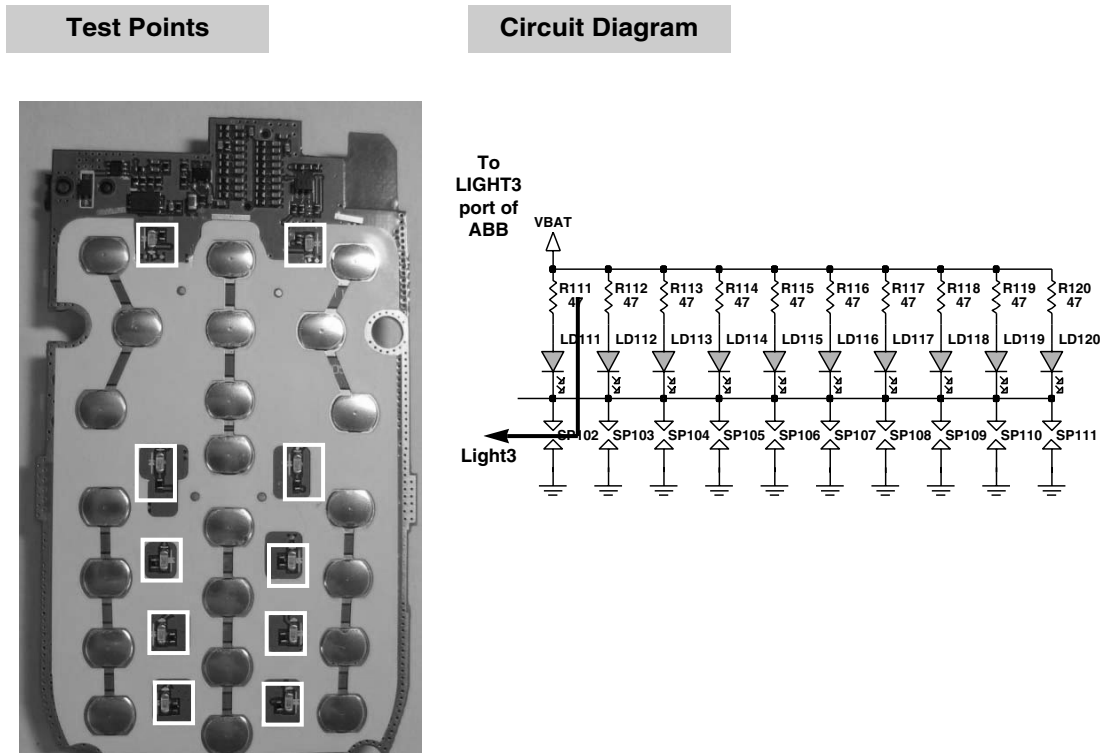 Test Points
Circuit Diagram
To
LIGHT3
port of
ABB
VBAT
R111 R112 R113 R114 R115 R116 R117 R118 R119 R120
47 47 47 47 47 47 47 47 47 47
LD111 LD112 LD113 LD114 LD115 LD116 LD117 LD118 LD119 LD120
SP102 SP103 SP104 SP105 SP106 SP107 SP108 SP109 SP110 SP111
Light3